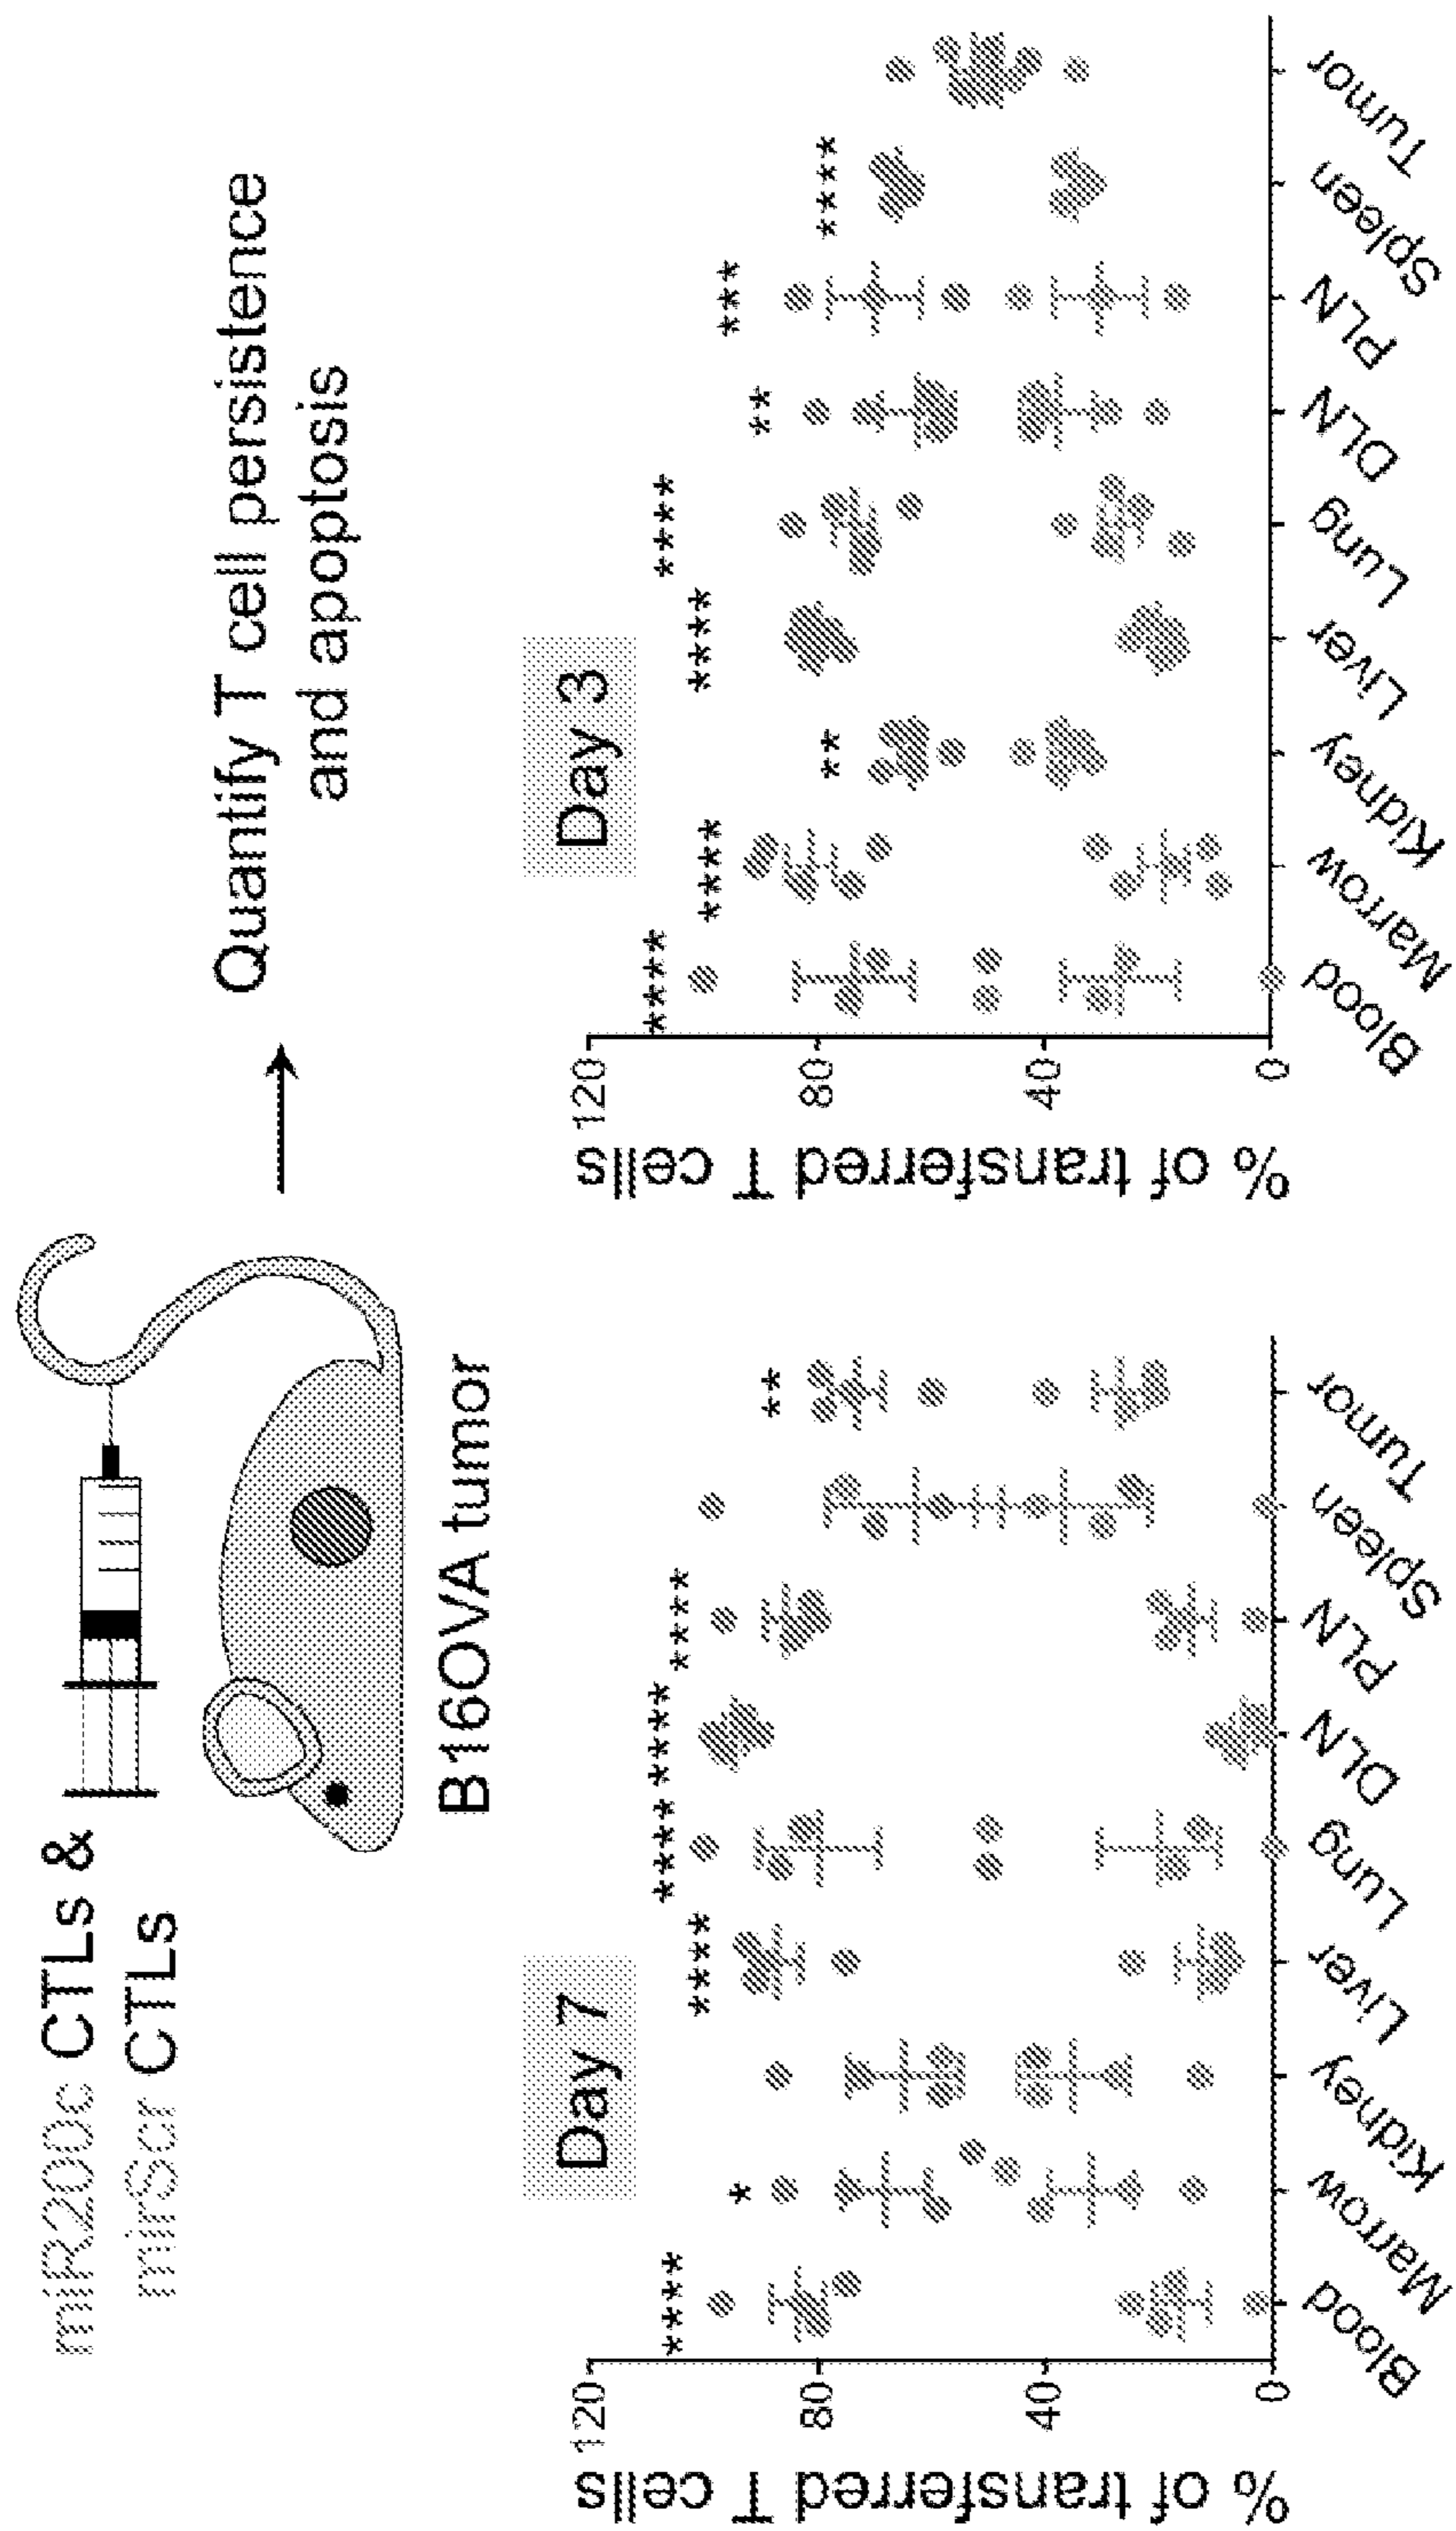 miR200c CTLs &
mirScr CTLs
B16OVA tumor
Quantify T cell persistence
and apoptosis
Day 7
% of transferred T cells
120
80
40
0
****
*
****
****
****
****
**
Blood
Marrow
Kidney
Liver
Lung
DLN
PLN
Spleen
Tumor
Day 3
% of transferred T cells
120
80
40
0
****
****
**
****
****
**
***
****
Blood
Marrow
Kidney
Liver
Lung
DLN
PLN
Spleen
Tumor